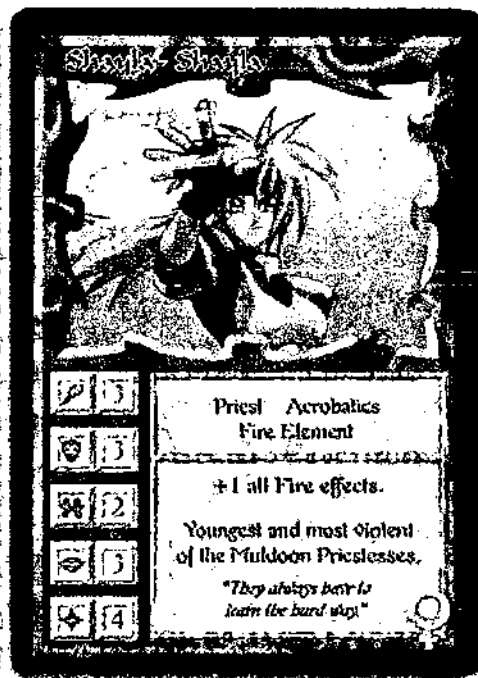 Shayla-Shayla
3
Priest Acrobatics
Fire Element
3
+1 all Fire effects.
2
Youngest and most violent
of the Muldoon Priestesses.
3
"They always have to
learn the hard way."
4